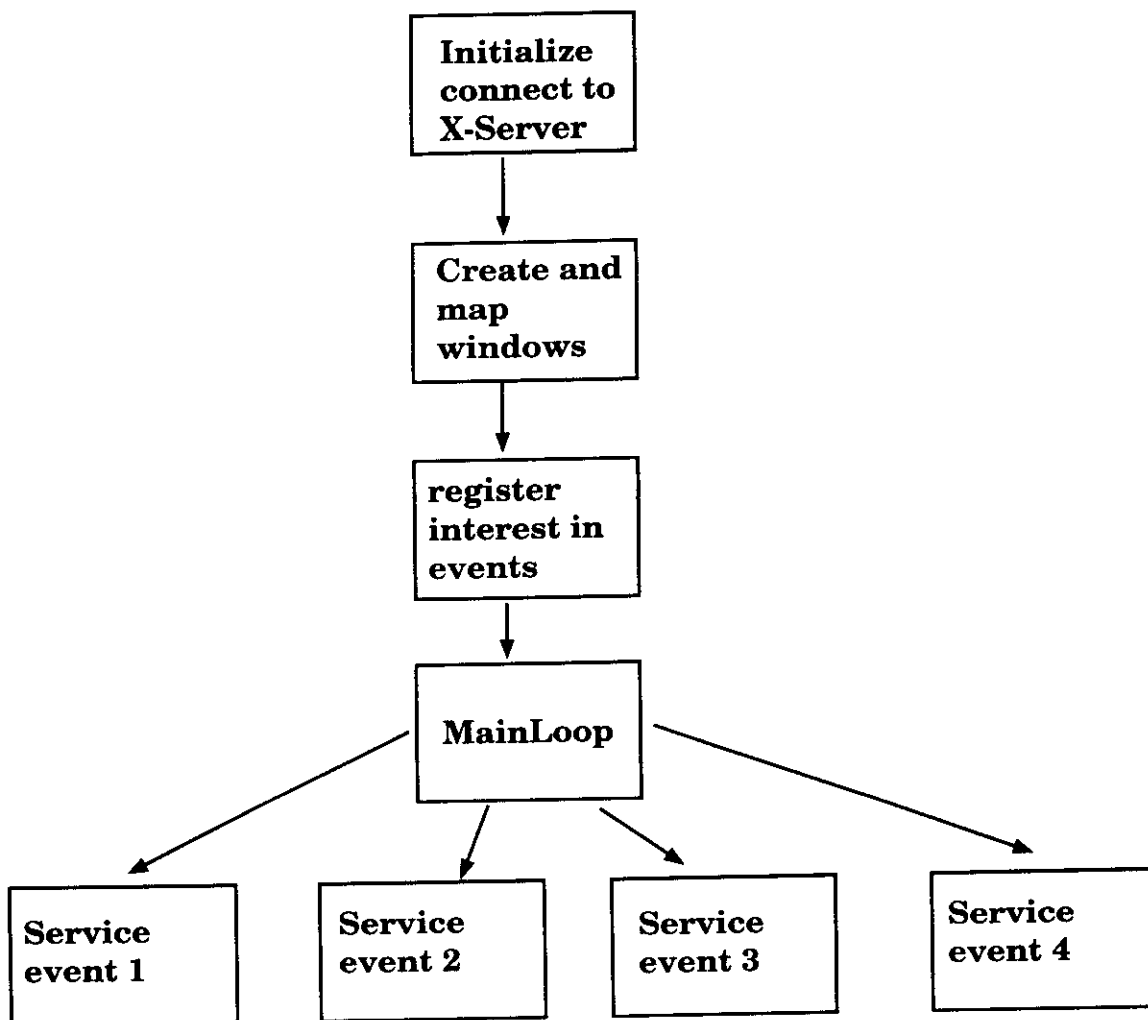 Initialize
connect to
X-Server
Create and
map
windows
register
interest in
events
MainLoop
Service
event 1
Service
event 2
Service
event 3
Service
event 4